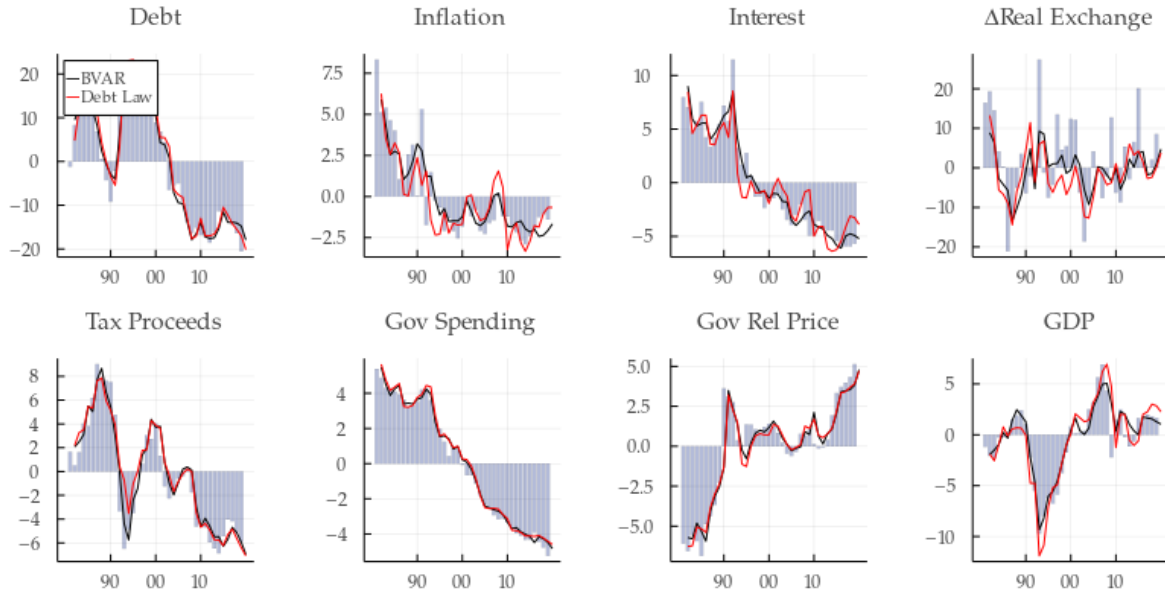 Debt
Inflation
Interest
ΔReal Exchange
20
10
0
−10
−20
BVAR
Debt Law
90 00 10
7.5
5.0
2.5
0.0
−2.5
90 00 10
10
5
0
−5
90 00 10
20
10
0
−10
−20
90 00 10
Tax Proceeds
Gov Spending
Gov Rel Price
GDP
8
6
4
2
0
−2
−4
−6
90 00 10
4
2
0
−2
−4
90 00 10
5.0
2.5
0.0
−2.5
−5.0
90 00 10
5
0
−5
−10
90 00 10